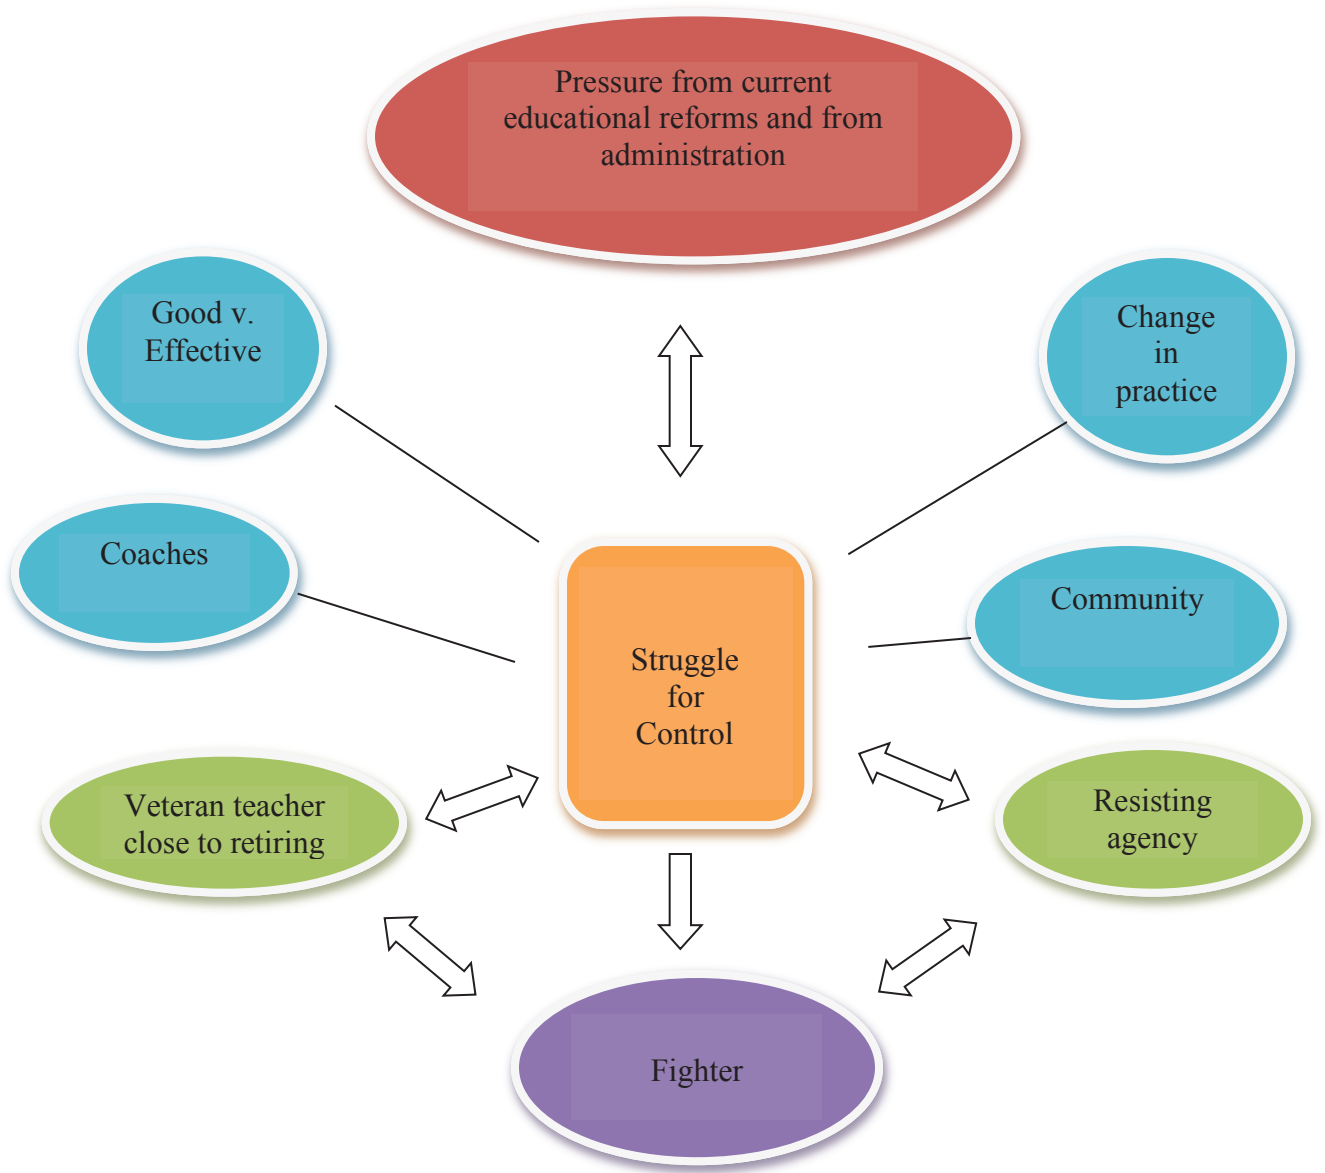 Pressure from current
educational reforms and from
administration
Good v.
Effective
Change
in
practice
Coaches
Community
Struggle
for
Control
Veteran teacher
close to retiring
Resisting
agency
Fighter